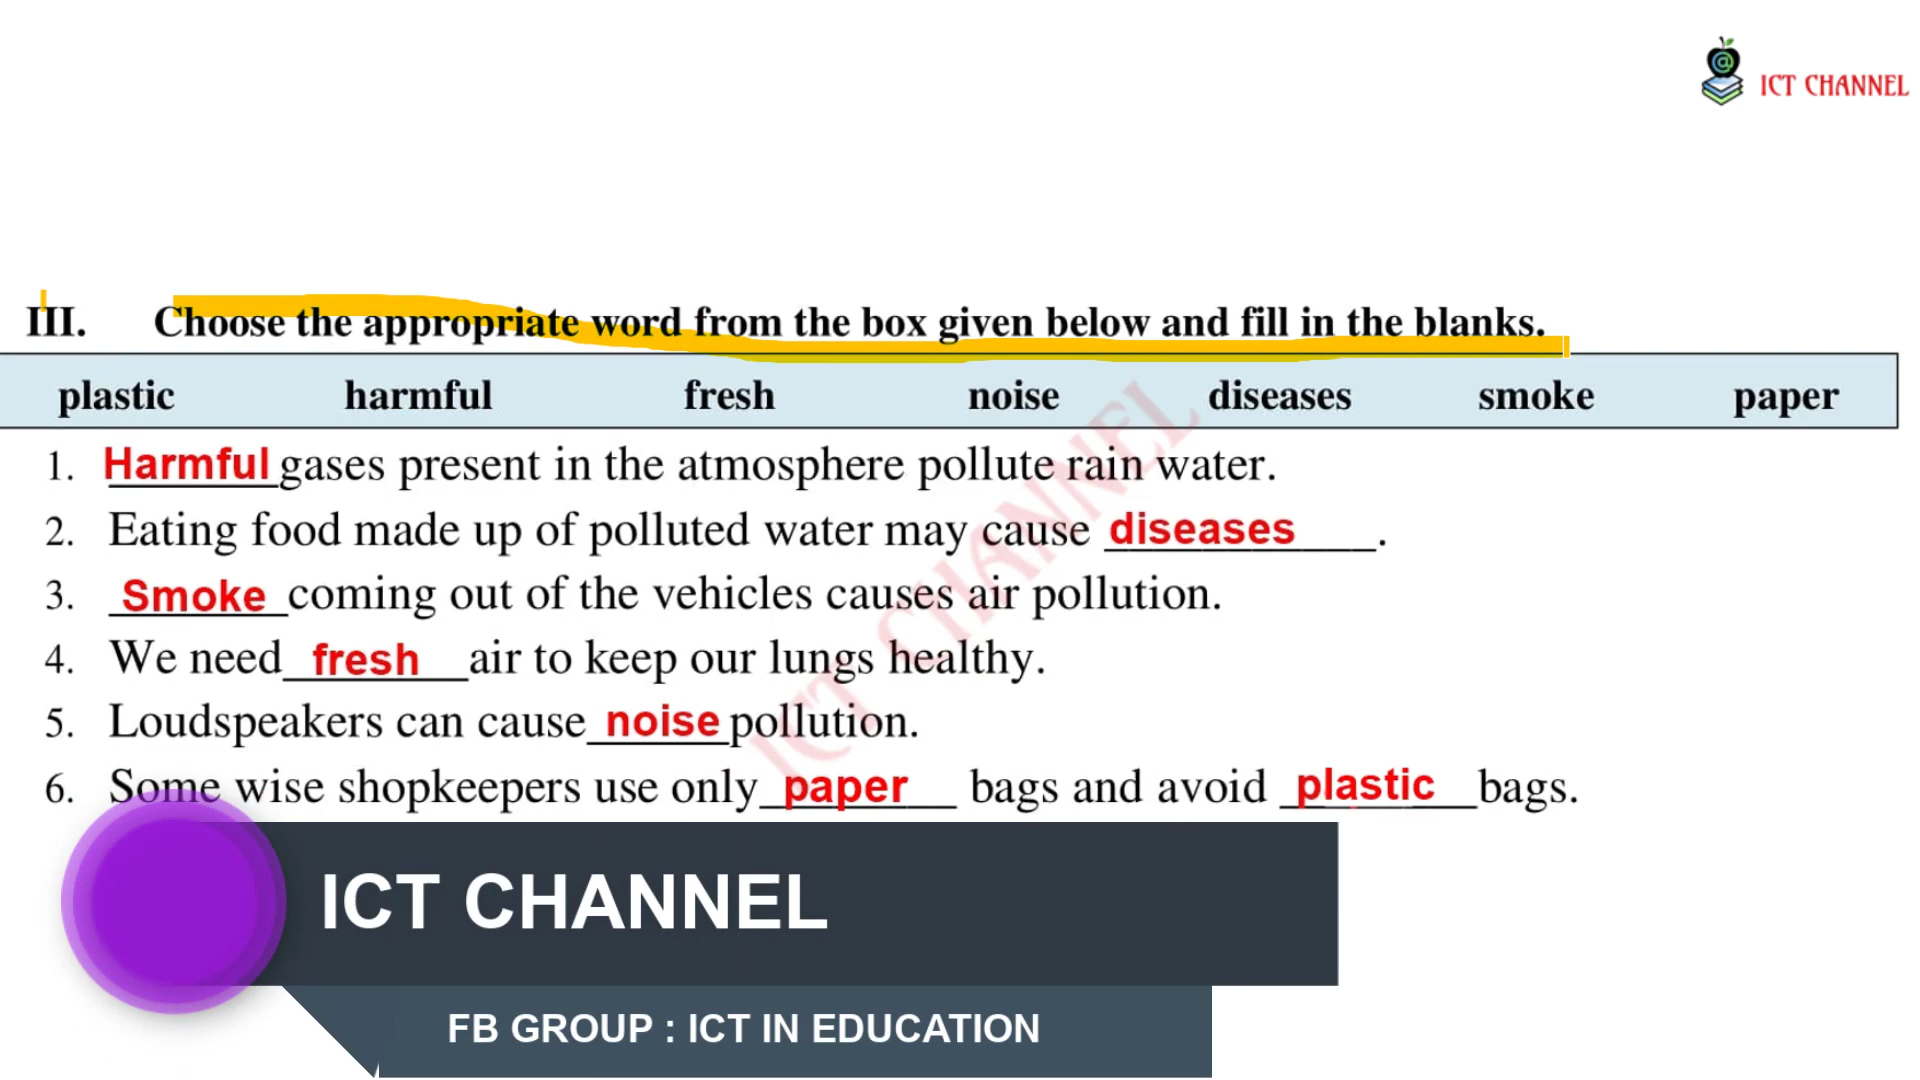 ICT CHANNEL
III. Choose the appropriate word from the box given below and fill in the blanks.
plastic harmful fresh noise diseases smoke paper
1. Harmful gases present in the atmosphere pollute rain water.
2. Eating food made up of polluted water may cause diseases.
3. Smoke coming out of the vehicles causes air pollution.
4. We need fresh air to keep our lungs healthy.
5. Loudspeakers can cause noise pollution.
6. Some wise shopkeepers use only paper bags and avoid plastic bags.
ICT CHANNEL
ICT CHANNEL
FB GROUP : ICT IN EDUCATION